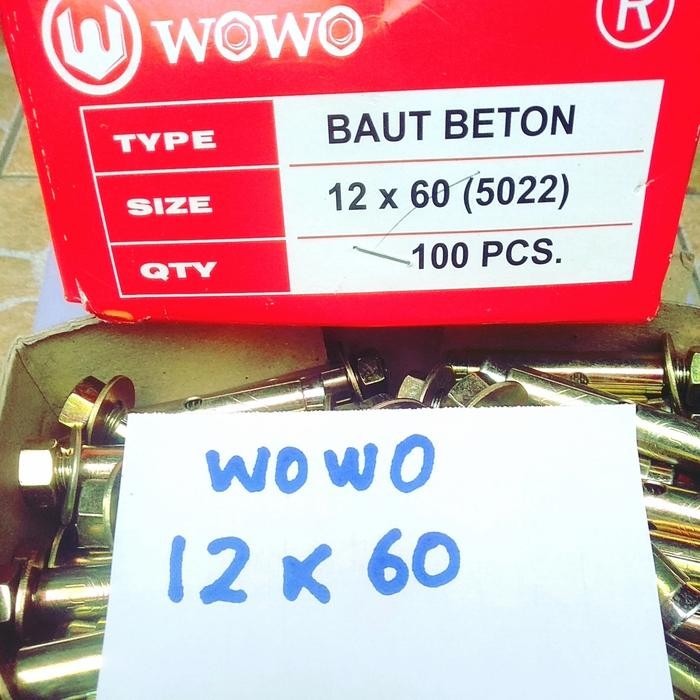 WOWO ®
TYPE BAUT BETON
SIZE 12 x 60 (5022)
QTY 100 PCS.
WOWO
12 x 60